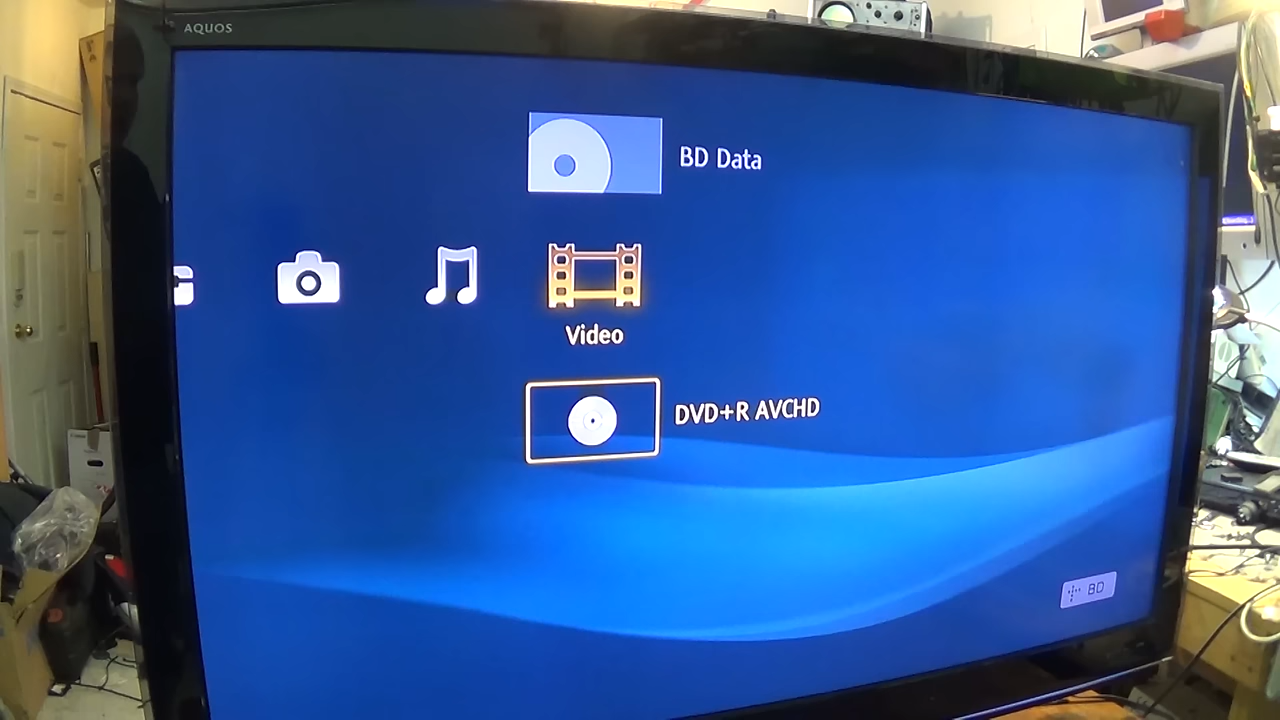 AQUOS
BD Data
Video
DVD+R AVCHD
BD